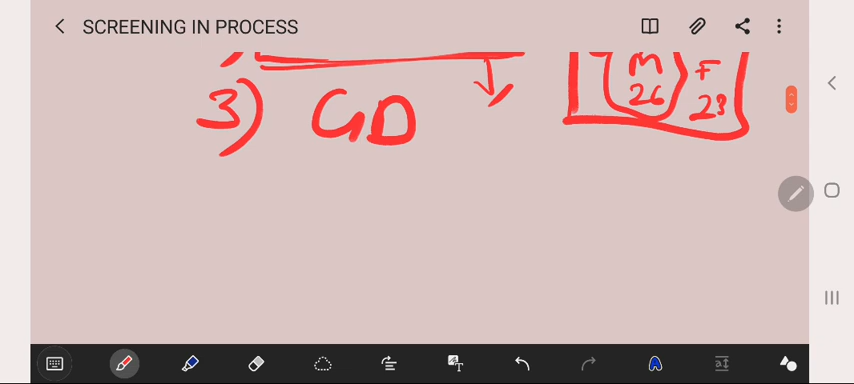 SCREENING IN PROCESS
3) GD
M F
26 23